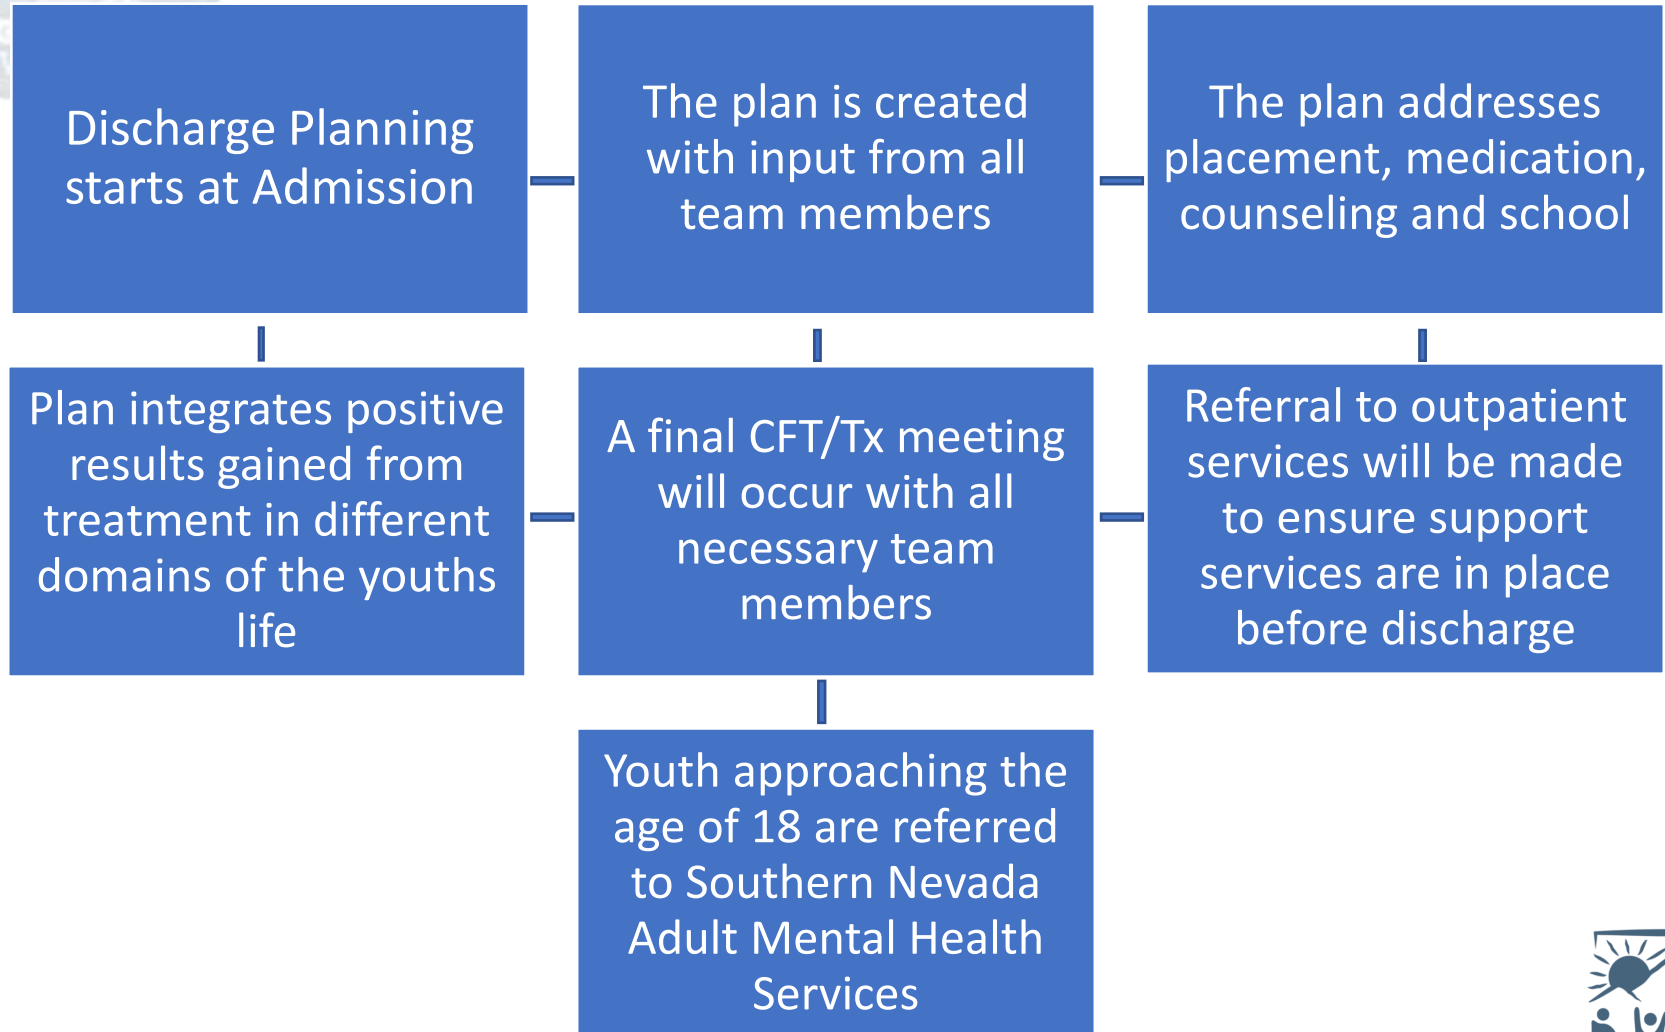 Discharge Planning
starts at Admission
The plan is created
with input from all
team members
The plan addresses
placement, medication,
counseling and school
Plan integrates positive
results gained from
treatment in different
domains of the youths
life
A final CFT/Tx meeting
will occur with all
necessary team
members
Referral to outpatient
services will be made
to ensure support
services are in place
before discharge
Youth approaching the
age of 18 are referred
to Southern Nevada
Adult Mental Health
Services